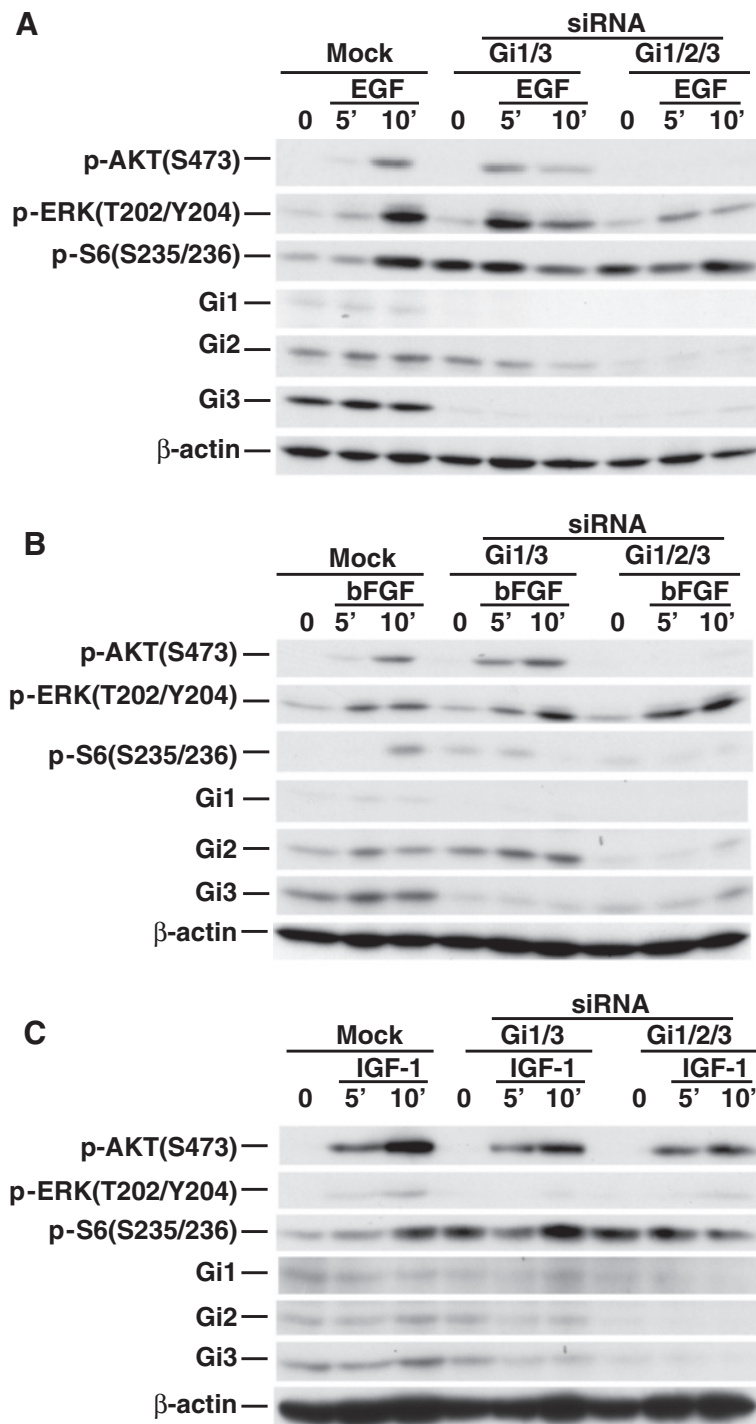 A
siRNA
Mock Gi1/3 Gi1/2/3
EGF EGF EGF
0 5’ 10’ 0 5’ 10’ 0 5’ 10’
p-AKT(S473)
p-ERK(T202/Y204)
p-S6(S235/236)
Gi1
Gi2
Gi3
β-actin
B
siRNA
Mock Gi1/3 Gi1/2/3
bFGF bFGF bFGF
0 5’ 10’ 0 5’ 10’ 0 5’ 10’
p-AKT(S473)
p-ERK(T202/Y204)
p-S6(S235/236)
Gi1
Gi2
Gi3
β-actin
C
siRNA
Mock Gi1/3 Gi1/2/3
IGF-1 IGF-1 IGF-1
0 5’ 10’ 0 5’ 10’ 0 5’ 10’
p-AKT(S473)
p-ERK(T202/Y204)
p-S6(S235/236)
Gi1
Gi2
Gi3
β-actin